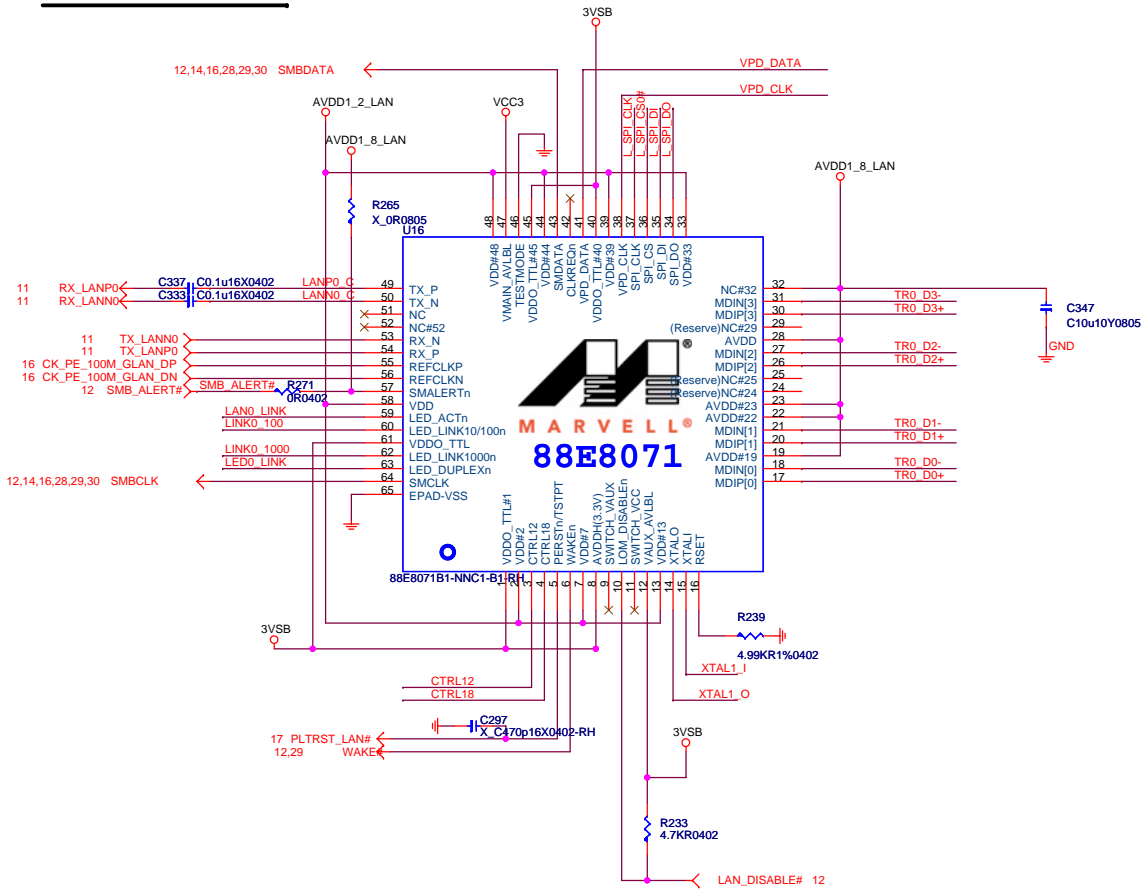 3VSB
12,14,16,28,29,30 SMBDATA
VPD_DATA
VPD_CLK
AVDD1_2_LAN
VCC3
AVDD1_8_LAN
L_SPI_CLK
L_SPI_CS0#
L_SPI_DI
L_SPI_DO
AVDD1_8_LAN
R265
X_0R0805
U16
48
47
46
45
44
43
42
41
40
39
38
37
36
35
34
33
VDD#48
VMAIN_AVLBL
TESTMODE
VDDO_TTL#45
VDD#44
SMDATA
CLKREQn
VPD_DATA
VDDO_TTL#40
VDD#39
VPD_CLK
SPI_CLK
SPI_CS
SPI_DI
SPI_DO
VDD#33
11 RX_LANP0 C337 C0.1u16X0402 LANP0_C 49 TX_P
11 RX_LANN0 C333 C0.1u16X0402 LANN0_C 50 TX_N
51 NC
52 NC#52
11 TX_LANN0 53 RX_N
11 TX_LANP0 54 RX_P
16 CK_PE_100M_GLAN_DP 55 REFCLKP
16 CK_PE_100M_GLAN_DN 56 REFCLKN
12 SMB_ALERT# SMB_ALERT# R271 0R0402 57 SMALERTn
58 VDD
LAN0_LINK 59 LED_ACTn
LINK0_100 60 LED_LINK10/100n
61 VDDO_TTL
LINK0_1000 62 LED_LINK1000n
LED0_LINK 63 LED_DUPLEXn
12,14,16,28,29,30 SMBCLK 64 SMCLK
65 EPAD-VSS
NC#32 32
MDIN[3] 31 TR0_D3-
MDIP[3] 30 TR0_D3+
(Reserve)NC#29 29
AVDD 28
MDIN[2] 27 TR0_D2-
MDIP[2] 26 TR0_D2+
(Reserve)NC#25 25
(Reserve)NC#24 24
AVDD#23 23
AVDD#22 22
MDIN[1] 21 TR0_D1-
MDIP[1] 20 TR0_D1+
AVDD#19 19
MDIN[0] 18 TR0_D0-
MDIP[0] 17 TR0_D0+
C347
C10u10Y0805
GND
®
MARVELL®
88E8071
VDDO_TTL#1
VDD#2
CTRL12
CTRL18
PERSTn/TSTPT
WAKEn
VDD#7
AVDDH(3.3V)
SWITCH_VAUX
LOM_DISABLEn
SWITCH_VCC
VAUX_AVLBL
VDD#13
XTALO
XTALI
RSET
88E8071B1-NNC1-B1-RH
1
2
3
4
5
6
7
8
9
10
11
12
13
14
15
16
3VSB
R239
4.99KR1%0402
XTAL1_I
XTAL1_O
CTRL12
CTRL18
C297
X_C470p16X0402-RH
17 PLTRST_LAN#
12,29 WAKE#
3VSB
R233
4.7KR0402
LAN_DISABLE# 12